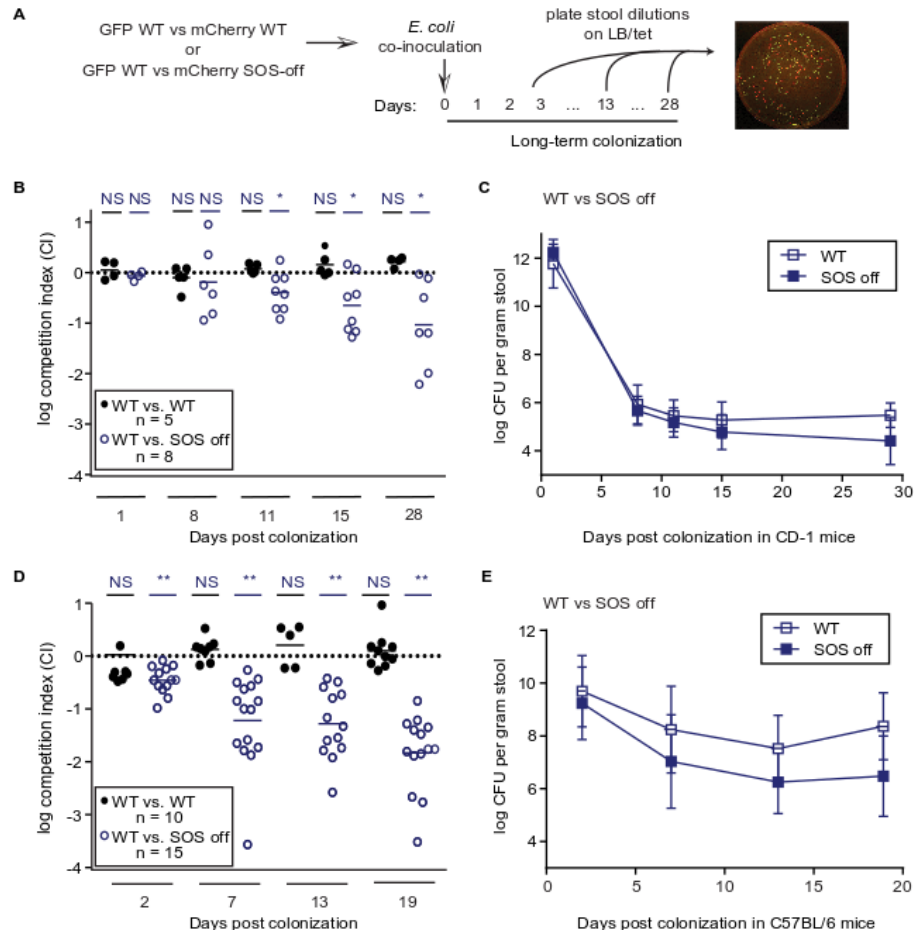 A
GFP WT vs mCherry WT
or
GFP WT vs mCherry SOS-off
E. coli
co-inoculation
plate stool dilutions
on LB/tet
Days: 0 1 2 3 ... 13 ... 28
Long-term colonization
B
NS NS NS NS NS * NS * NS *
log competition index (CI)
1
0
-1
-2
-3
-4
WT vs. WT
n = 5
WT vs. SOS off
n = 8
1 8 11 15 28
Days post colonization
C
WT vs SOS off
log CFU per gram stool
12
10
8
6
4
WT
SOS off
0 5 10 15 20 25 30
Days post colonization in CD-1 mice
D
NS ** NS ** NS ** NS **
log competition index (CI)
1
0
-1
-2
-3
-4
WT vs. WT
n = 10
WT vs. SOS off
n = 15
2 7 13 19
Days post colonization
E
WT vs SOS off
log CFU per gram stool
12
10
8
6
4
WT
SOS off
0 5 10 15 20
Days post colonization in C57BL/6 mice